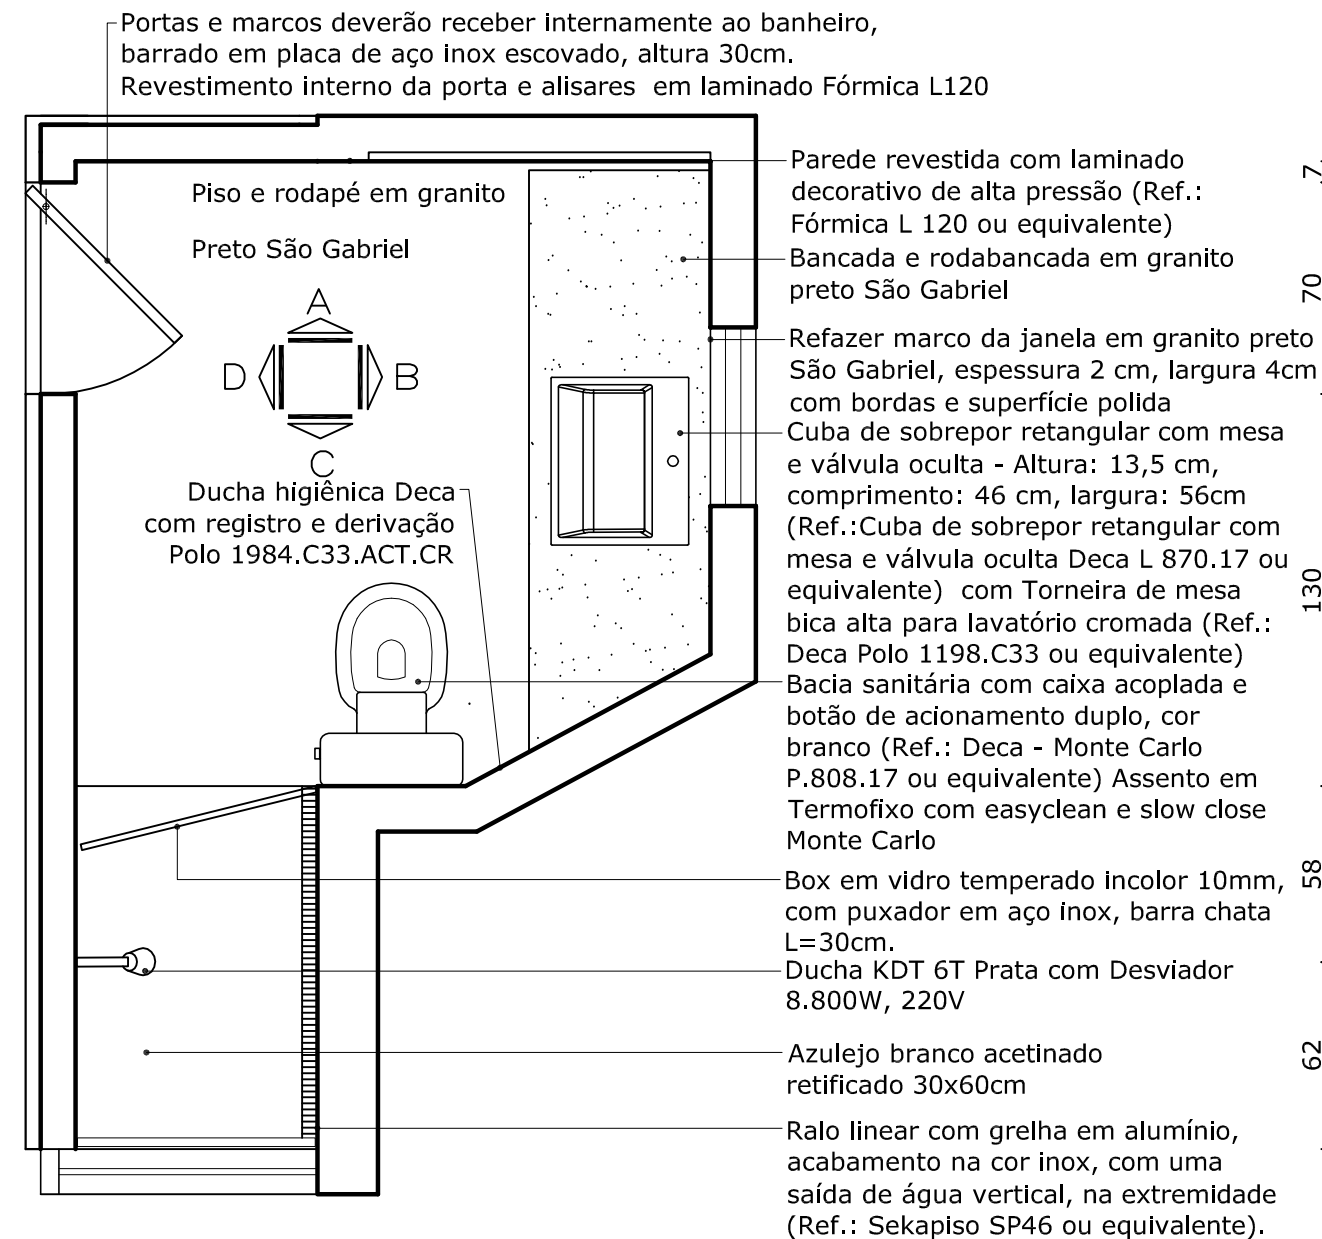 Portas e marcos deverão receber internamente ao banheiro,
barrado em placa de aço inox escovado, altura 30cm.
Revestimento interno da porta e alisares em laminado Fórmica L120
Piso e rodapé em granito
Preto São Gabriel
A
D
B
C
Ducha higiênica Deca
com registro e derivação
Polo 1984.C33.ACT.CR
Parede revestida com laminado
decorativo de alta pressão (Ref.:
Fórmica L 120 ou equivalente)
Bancada e rodabancada em granito
preto São Gabriel
Refazer marco da janela em granito preto
São Gabriel, espessura 2 cm, largura 4cm
com bordas e superfície polida
Cuba de sobrepor retangular com mesa
e válvula oculta - Altura: 13,5 cm,
comprimento: 46 cm, largura: 56cm
(Ref.:Cuba de sobrepor retangular com
mesa e válvula oculta Deca L 870.17 ou
equivalente) com Torneira de mesa
bica alta para lavatório cromada (Ref.:
Deca Polo 1198.C33 ou equivalente)
Bacia sanitária com caixa acoplada e
botão de acionamento duplo, cor
branco (Ref.: Deca - Monte Carlo
P.808.17 ou equivalente) Assento em
Termofixo com easyclean e slow close
Monte Carlo
Box em vidro temperado incolor 10mm,
com puxador em aço inox, barra chata
L=30cm.
Ducha KDT 6T Prata com Desviador
8.800W, 220V
Azulejo branco acetinado
retificado 30x60cm
Ralo linear com grelha em alumínio,
acabamento na cor inox, com uma
saída de água vertical, na extremidade
(Ref.: Sekapiso SP46 ou equivalente).
70
130
58
62